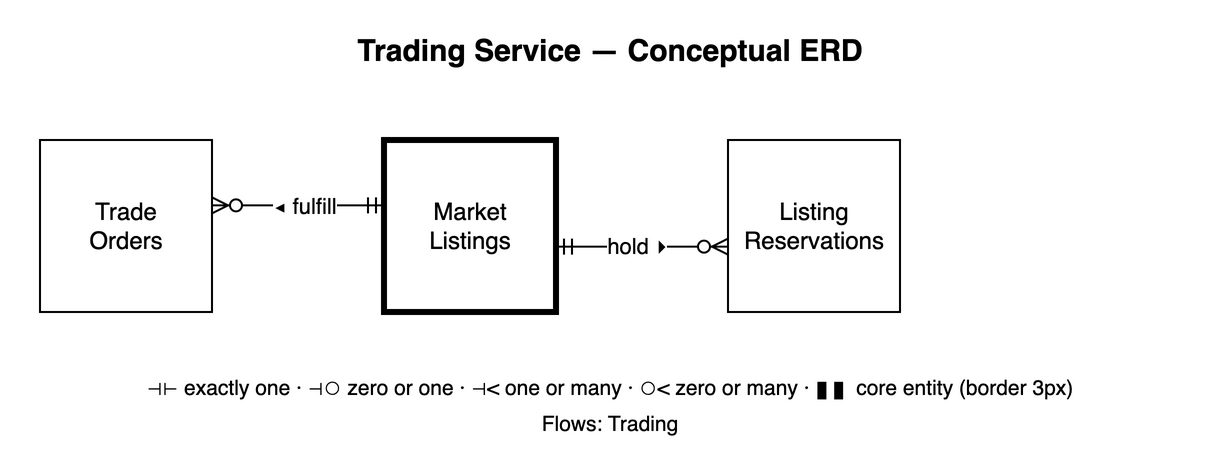 Trading Service — Conceptual ERD
Trade
Orders
◂ fulfill
Market
Listings
hold ▸
Listing
Reservations
⊣⊢ exactly one · ⊣○ zero or one · ⊣< one or many · ○< zero or many · ▮▮ core entity (border 3px)
Flows: Trading